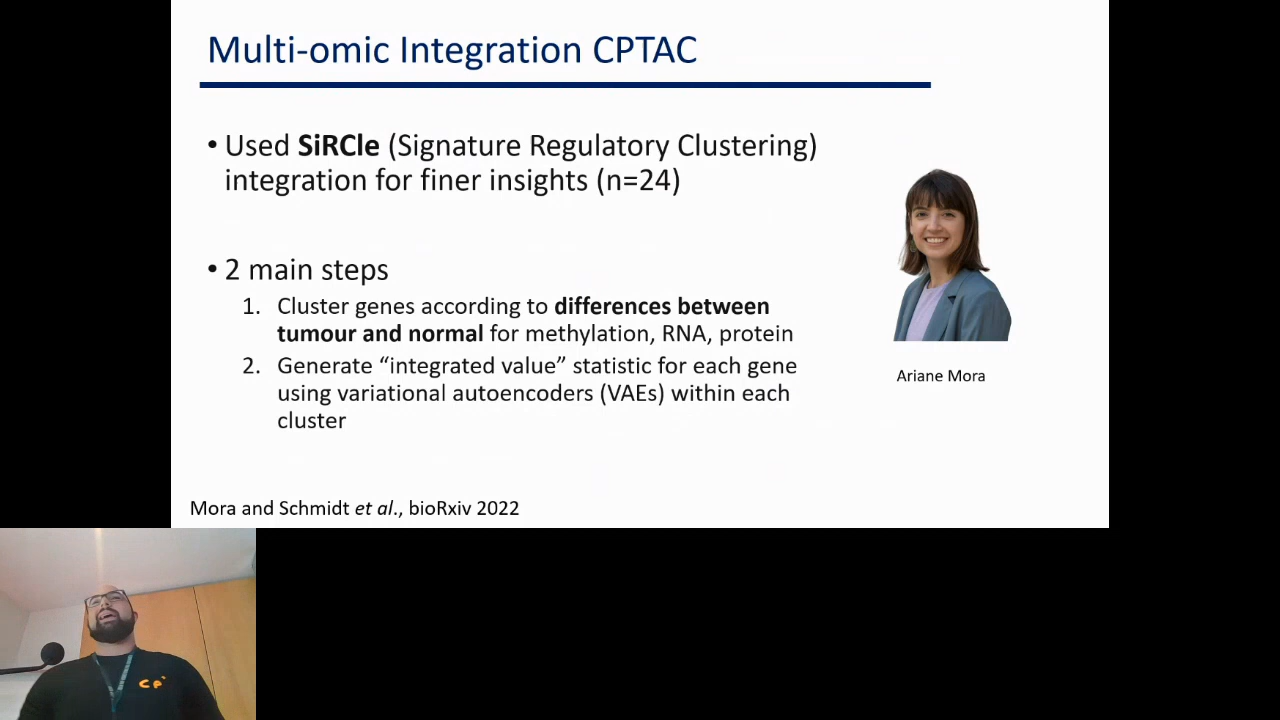 Multi-omic Integration CPTAC
• Used SiRCle (Signature Regulatory Clustering)
integration for finer insights (n=24)
• 2 main steps
1. Cluster genes according to differences between
tumour and normal for methylation, RNA, protein
2. Generate “integrated value” statistic for each gene
using variational autoencoders (VAEs) within each
cluster
Ariane Mora
Mora and Schmidt et al., bioRxiv 2022